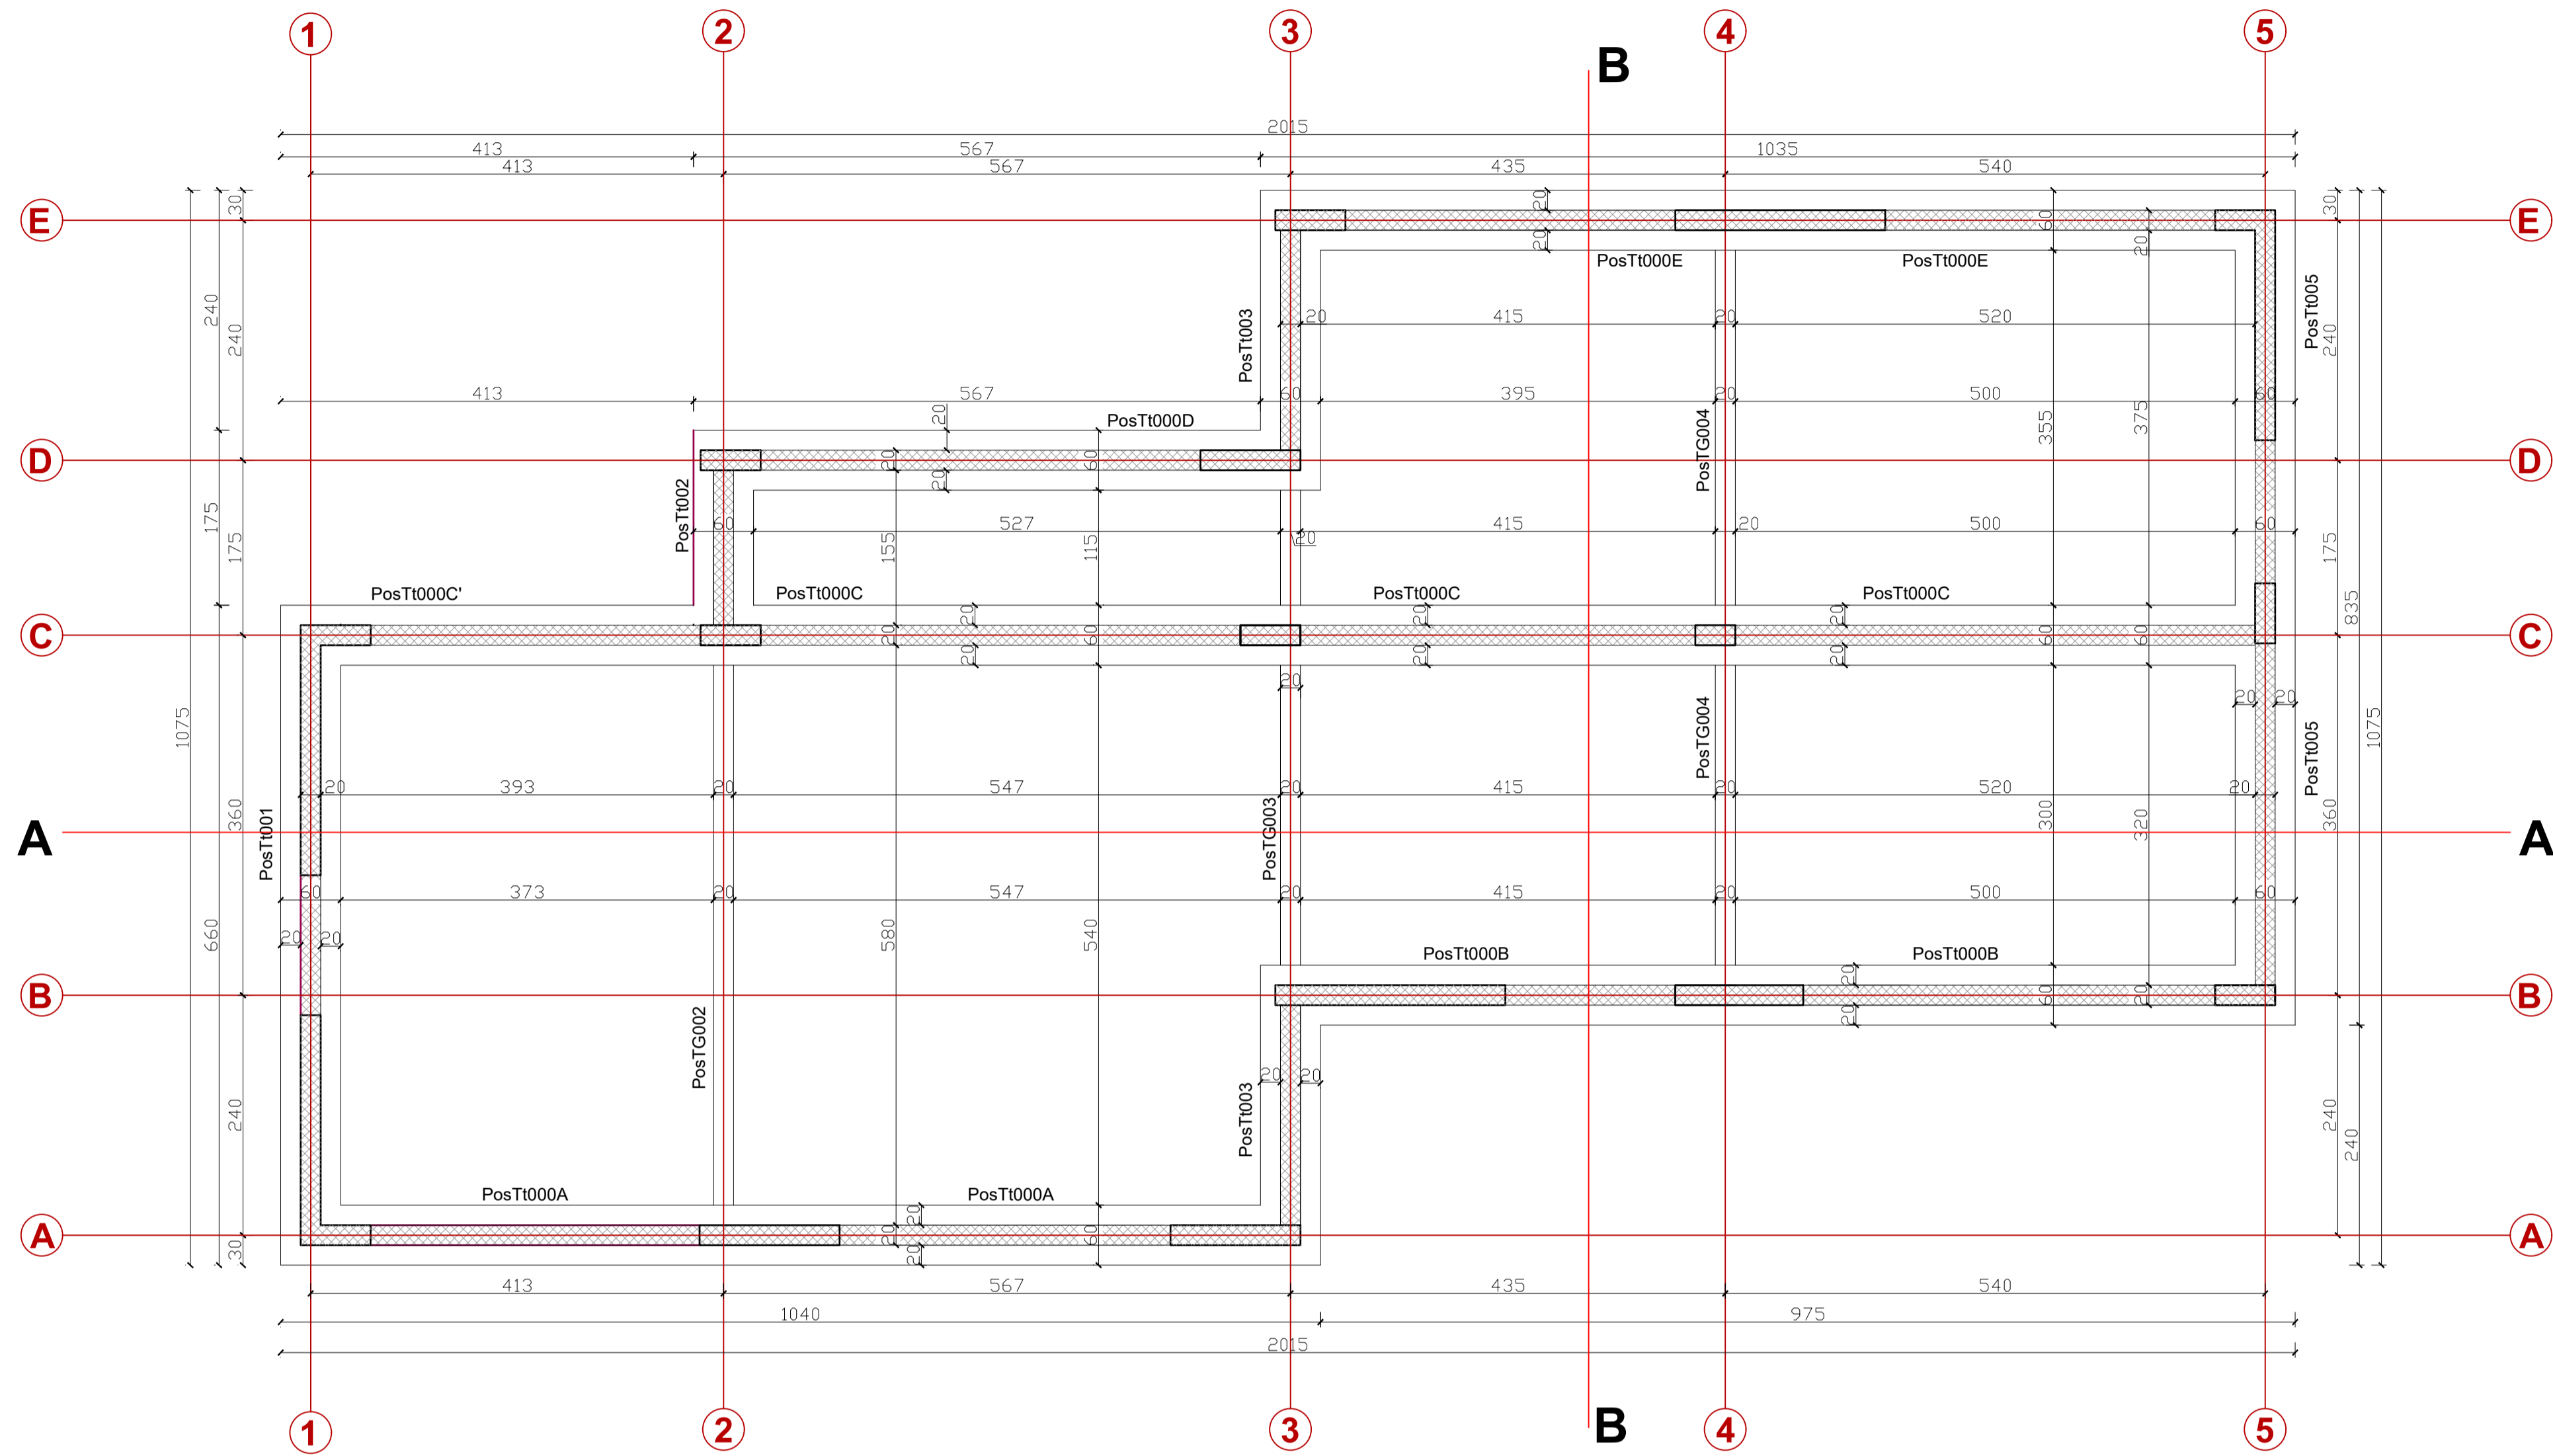 1 2 3 4 5
B
2015
413 567 1035
413 567 435 540
30 20 60 30
E E
20 20
PosTt000E PosTt000E
PosTt003 PosTt005
240 240 240
20 415 20 520
413 567 60 395 20 500 60
20 PosTt000D PosTG004 355 375
D D
20 60
20
PosTt002
175 175 175
60 527 415 20 500 60
20
155 115
PosTt000C' PosTt000C PosTt000C PosTt000C
835
20 20 20
C C
20 60 60 60
20 20 20
20
20 20
1075 1075
PosTG004 PosTt005
20 393 20 547 20 415 20 520 20
360 300 320 360
PosTt001 PosTG003
A A
60 373 20 547 20 415 20 500 60
660 580 540
20 20
PosTt000B PosTt000B
20
B B
60 20
20
PosTG002
20 20
240 PosTt003 240 240
PosTt000A PosTt000A
20
A A
30 20 60
20
413 567 435 540
1040 975
2015
B
1 2 3 4 5